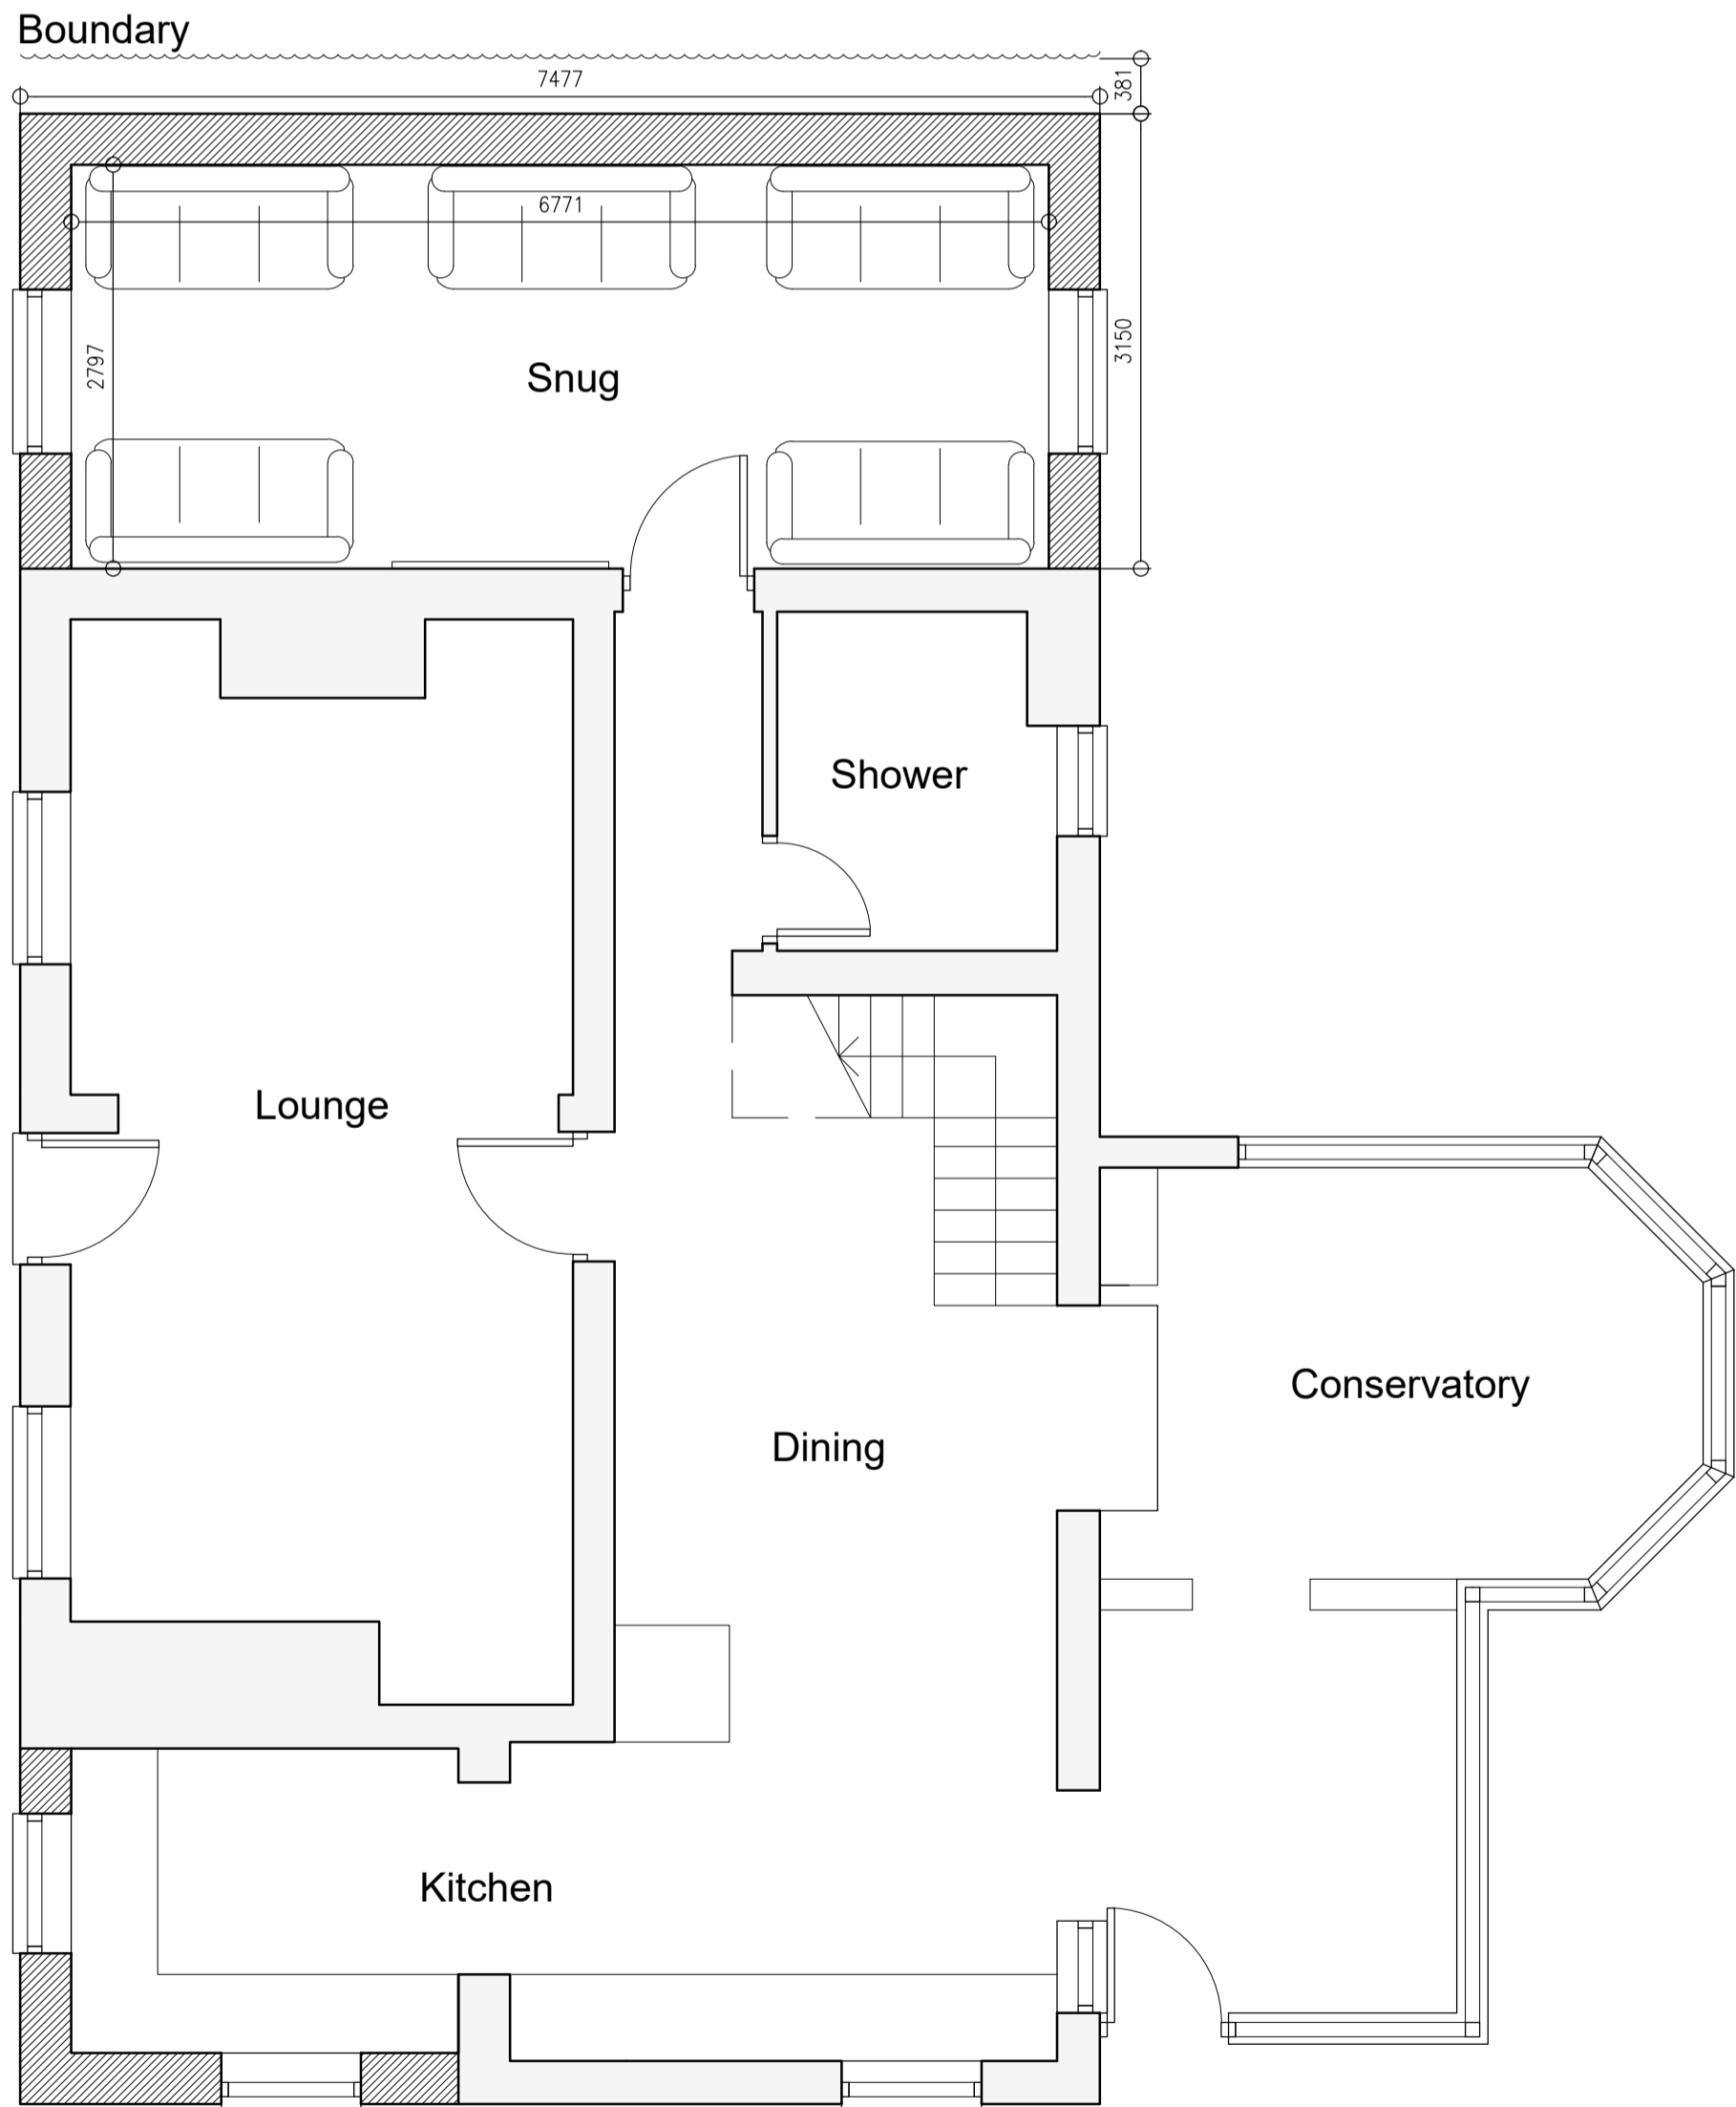 Boundary
7477
381
6771
2797
3150
Snug
Shower
Lounge
Conservatory
Dining
Kitchen